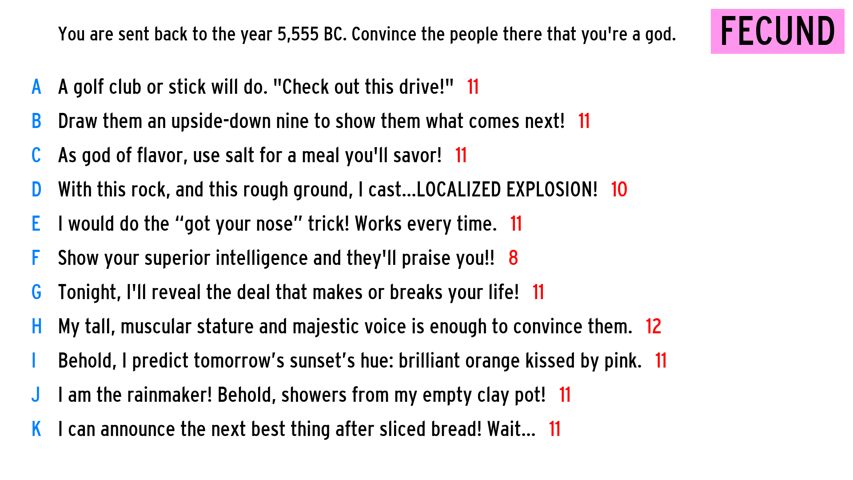 You are sent back to the year 5,555 BC. Convince the people there that you're a god.
FECUND
A A golf club or stick will do. "Check out this drive!" 11
B Draw them an upside-down nine to show them what comes next! 11
C As god of flavor, use salt for a meal you'll savor! 11
D With this rock, and this rough ground, I cast...LOCALIZED EXPLOSION! 10
E I would do the “got your nose” trick! Works every time. 11
F Show your superior intelligence and they'll praise you!! 8
G Tonight, I'll reveal the deal that makes or breaks your life! 11
H My tall, muscular stature and majestic voice is enough to convince them. 12
I Behold, I predict tomorrow’s sunset’s hue: brilliant orange kissed by pink. 11
J I am the rainmaker! Behold, showers from my empty clay pot! 11
K I can announce the next best thing after sliced bread! Wait... 11